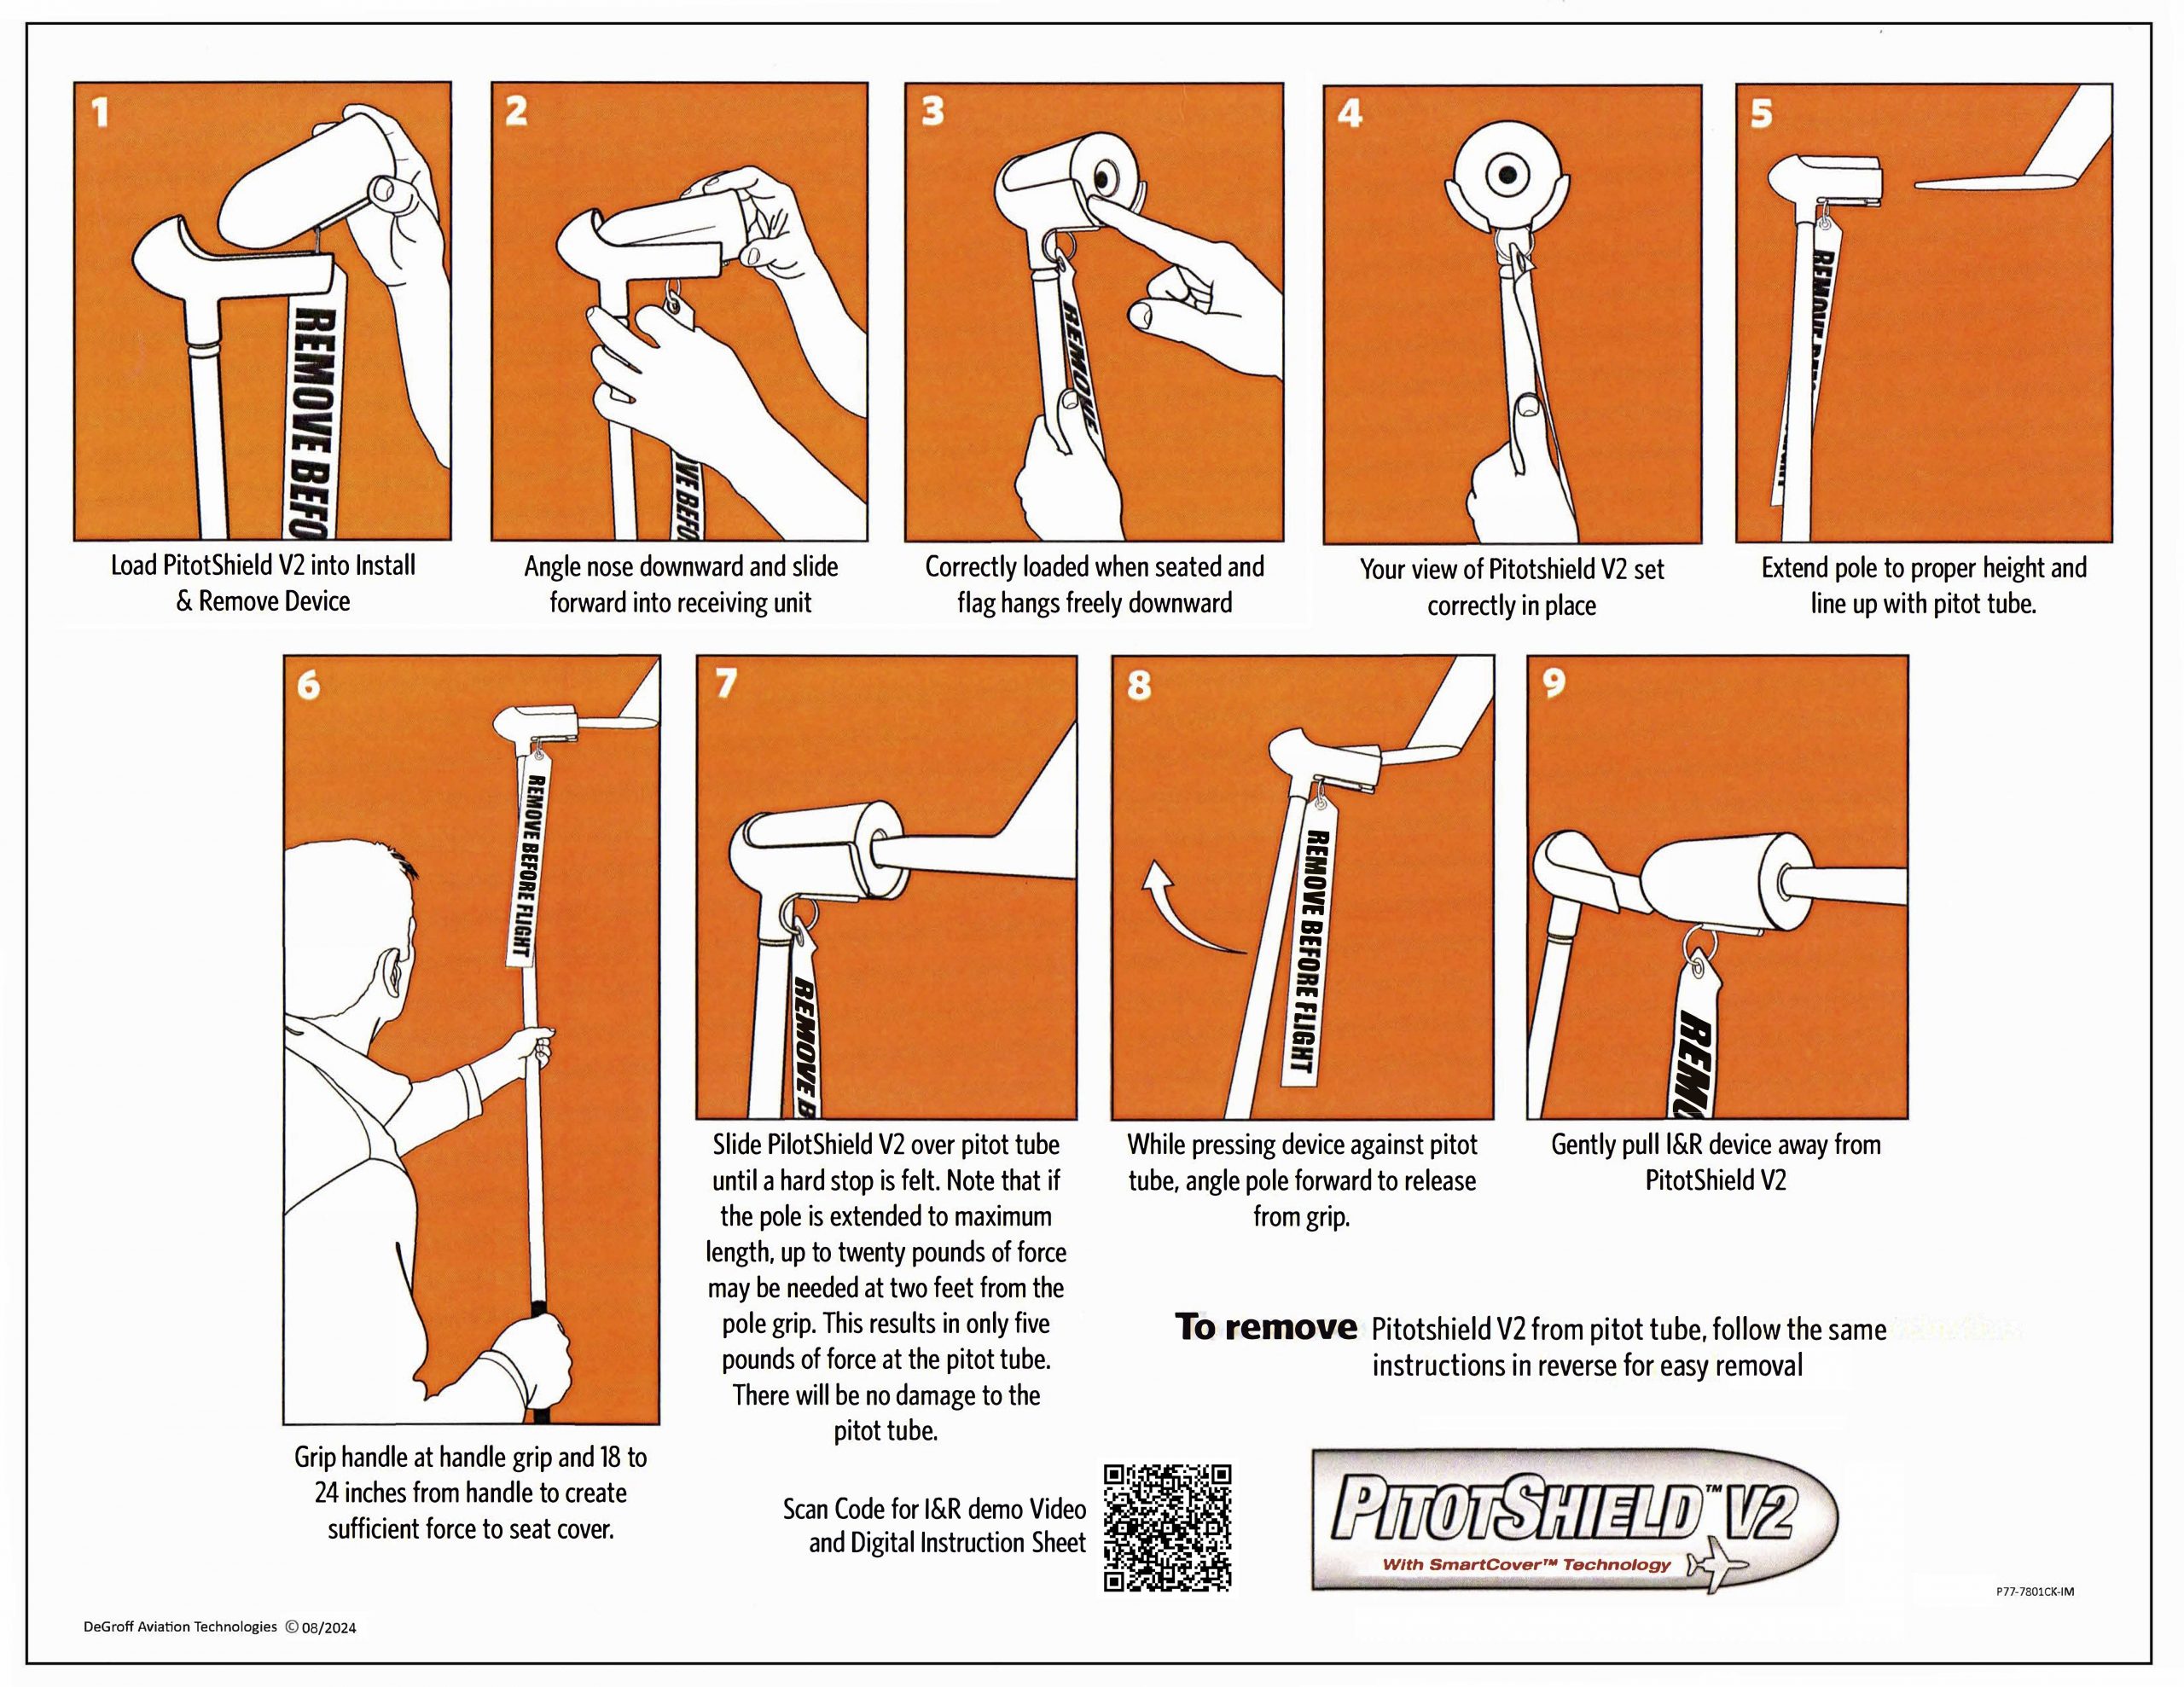 1
REMOVE BEFO
Load PitotShield V2 into Install
& Remove Device
2
VE BEFO
Angle nose downward and slide
forward into receiving unit
3
REMOVE
Correctly loaded when seated and
flag hangs freely downward
4
Your view of Pitotshield V2 set
correctly in place
5
REMOVE
Extend pole to proper height and
line up with pitot tube.
6
REMOVE BEFORE FLIGHT
Grip handle at handle grip and 18 to
24 inches from handle to create
sufficient force to seat cover.
7
REMOVE B
Slide PilotShield V2 over pitot tube
until a hard stop is felt. Note that if
the pole is extended to maximum
length, up to twenty pounds of force
may be needed at two feet from the
pole grip. This results in only five
pounds of force at the pitot tube.
There will be no damage to the
pitot tube.
8
REMOVE BEFORE FLIGHT
While pressing device against pitot
tube, angle pole forward to release
from grip.
9
REMO
Gently pull I&R device away from
PitotShield V2
To remove Pitotshield V2 from pitot tube, follow the same
instructions in reverse for easy removal
Scan Code for I&R demo Video
and Digital Instruction Sheet
PITOTSHIELD™ V2
With SmartCover™ Technology
P77-7801CK-IM
DeGroff Aviation Technologies © 08/2024